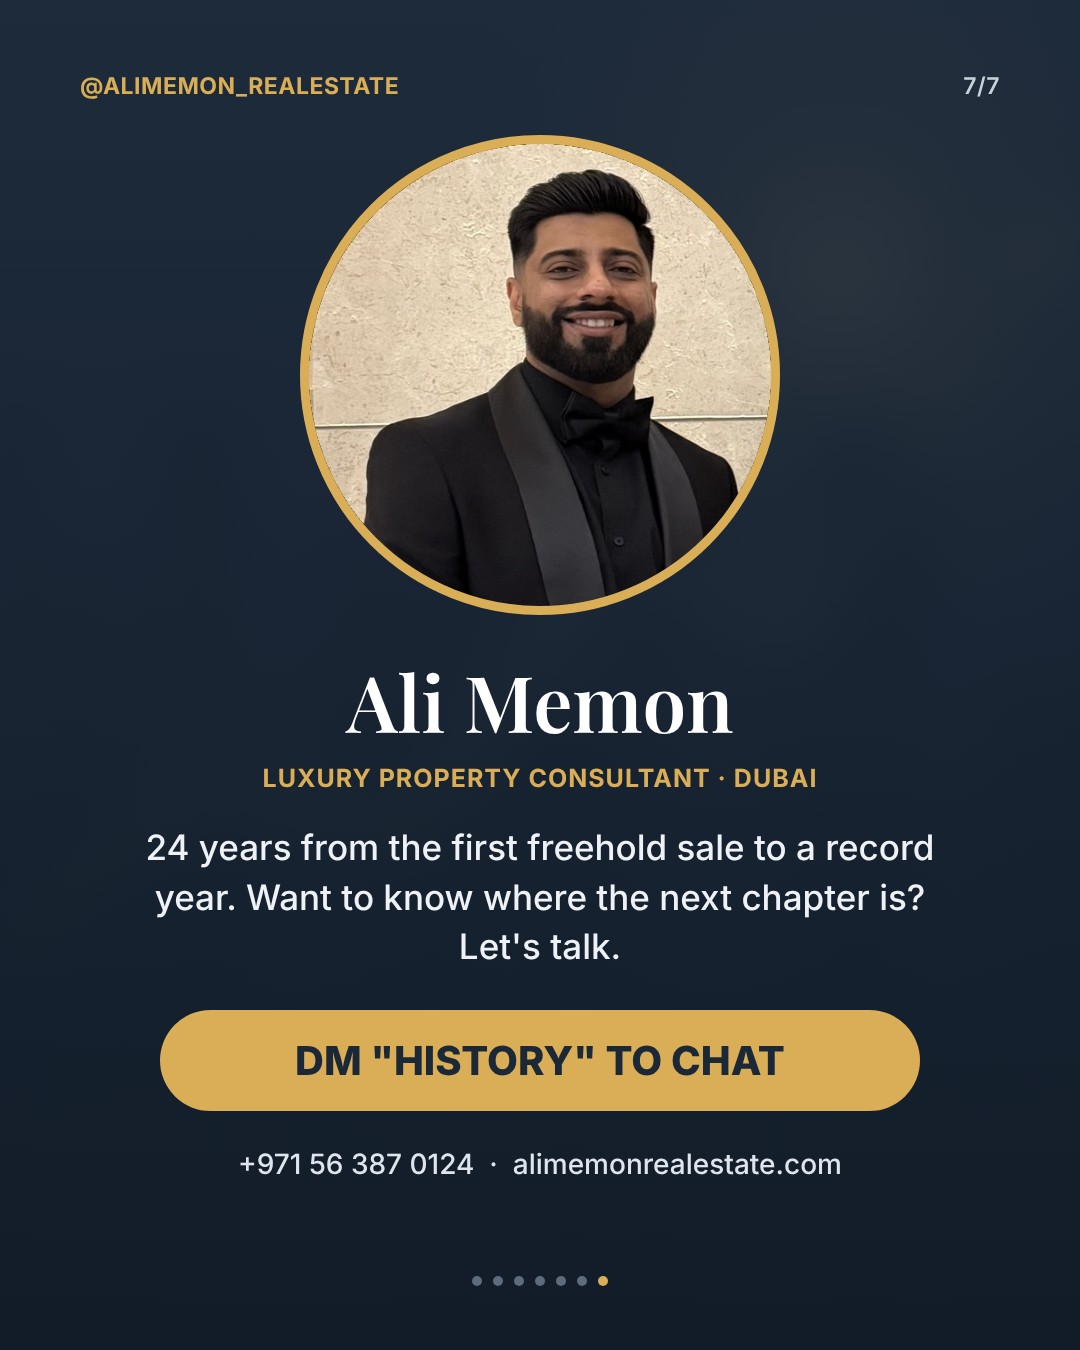 @ALIMEMON_REALESTATE
7/7
Ali Memon
LUXURY PROPERTY CONSULTANT · DUBAI
24 years from the first freehold sale to a record
year. Want to know where the next chapter is?
Let's talk.
DM "HISTORY" TO CHAT
+971 56 387 0124 · alimemonrealestate.com